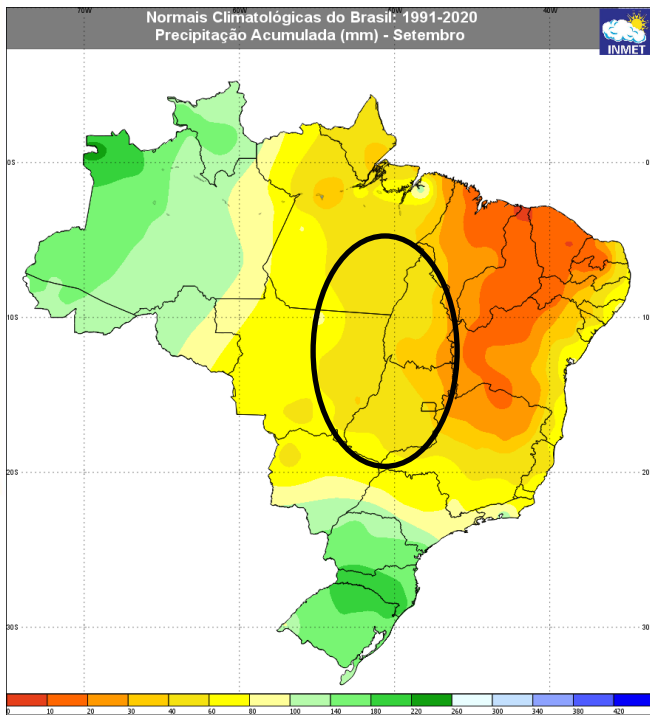 Normais Climatológicas do Brasil: 1991-2020
Precipitação Acumulada (mm) - Setembro
INMET
70W 60W 50W 40W
0S 0
10S 10
20S 20
30S 30
0 10 20 30 40 60 80 100 140 180 220 260 300 340 380 420